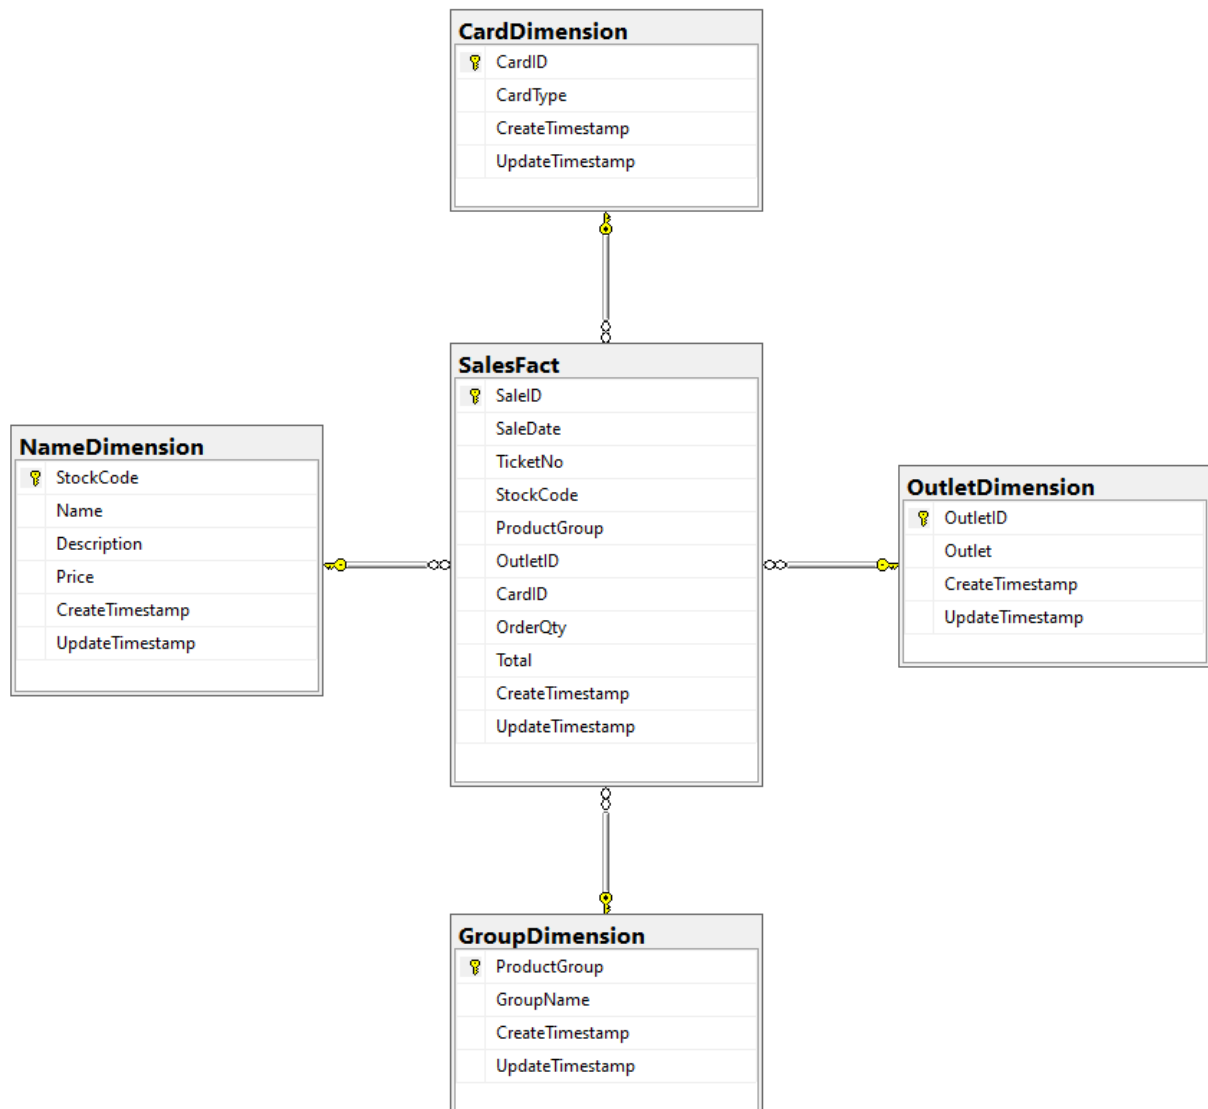 CardDimension
CardID
CardType
CreateTimestamp
UpdateTimestamp
SalesFact
SaleID
SaleDate
TicketNo
StockCode
ProductGroup
OutletID
CardID
OrderQty
Total
CreateTimestamp
UpdateTimestamp
NameDimension
StockCode
Name
Description
Price
CreateTimestamp
UpdateTimestamp
OutletDimension
OutletID
Outlet
CreateTimestamp
UpdateTimestamp
GroupDimension
ProductGroup
GroupName
CreateTimestamp
UpdateTimestamp